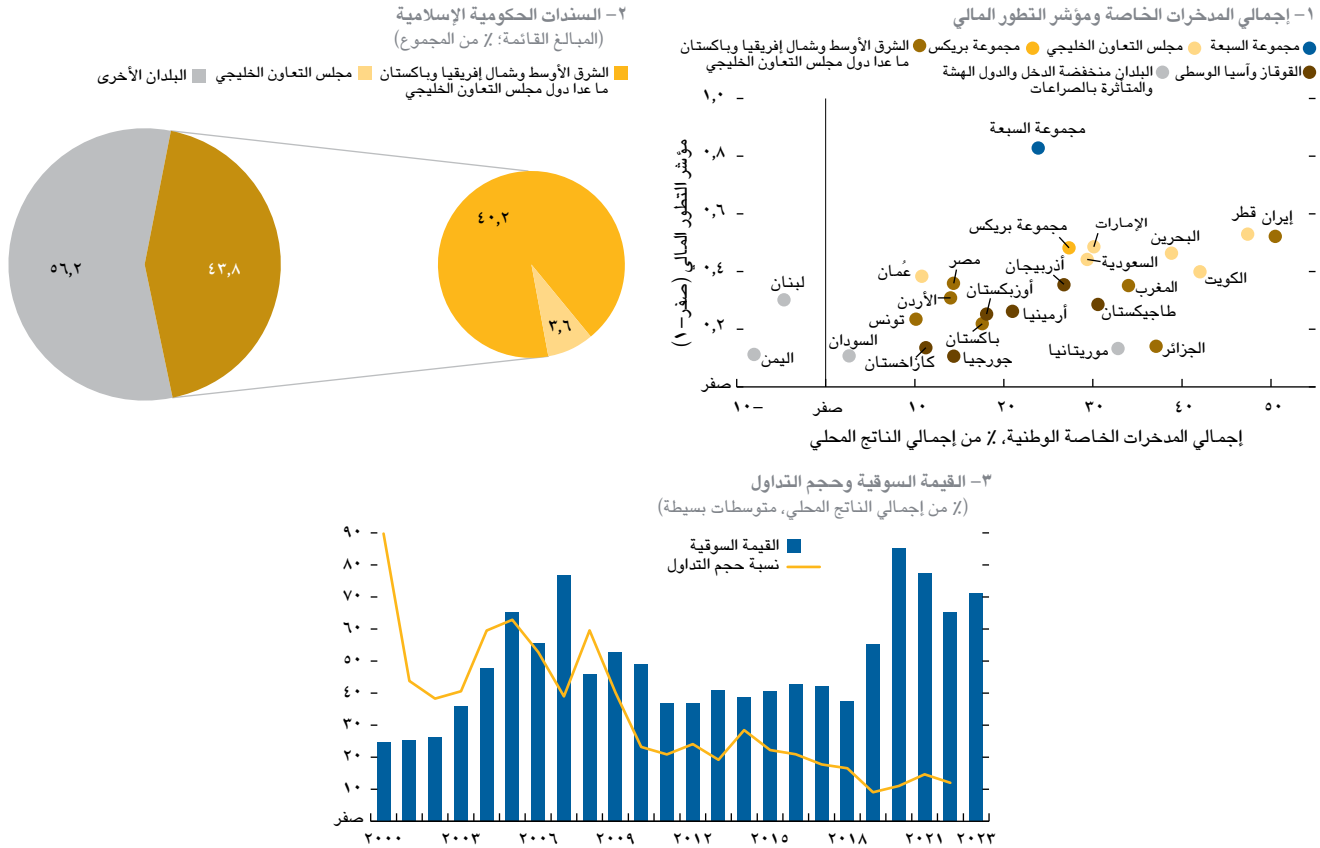 ١– إجمالي المدخرات الخاصة ومؤشر التطور المالي
مجموعة السبعة
مجلس التعاون الخليجي
مجموعة بريكس
الشرق الأوسط وشمال إفريقيا وباكستان
ما عدا دول مجلس التعاون الخليجي
القوقاز وآسيا الوسطى
البلدان منخفضة الدخل والدول الهشة
والمتأثرة بالصراعات
مؤشر التطور المالي (صفر–١)
١,٠
٠,٨
٠,٦
٠,٤
٠,٢
صفر
مجموعة السبعة
إيران
قطر
البحرين
الكويت
الإمارات
السعودية
مجموعة بريكس
أذربيجان
المغرب
طاجيكستان
الجزائر
موريتانيا
أرمينيا
أوزبكستان
باكستان
جورجيا
مصر
الأردن
عُمان
تونس
كازاخستان
السودان
لبنان
اليمن
–١٠
صفر
١٠
٢٠
٣٠
٤٠
٥٠
إجمالي المدخرات الخاصة الوطنية، ٪ من إجمالي الناتج المحلي
٢– السندات الحكومية الإسلامية
(المبالغ القائمة؛ ٪ من المجموع)
الشرق الأوسط وشمال إفريقيا وباكستان
ما عدا دول مجلس التعاون الخليجي
مجلس التعاون الخليجي
البلدان الأخرى
٤٠,٢
٣,٦
٤٣,٨
٥٦,٢
٣– القيمة السوقية وحجم التداول
(٪ من إجمالي الناتج المحلي، متوسطات بسيطة)
القيمة السوقية
نسبة حجم التداول
٩٠
٨٠
٧٠
٦٠
٥٠
٤٠
٣٠
٢٠
١٠
صفر
٢٠٠٠
٢٠٠٣
٢٠٠٦
٢٠٠٩
٢٠١٢
٢٠١٥
٢٠١٨
٢٠٢١
٢٠٢٣